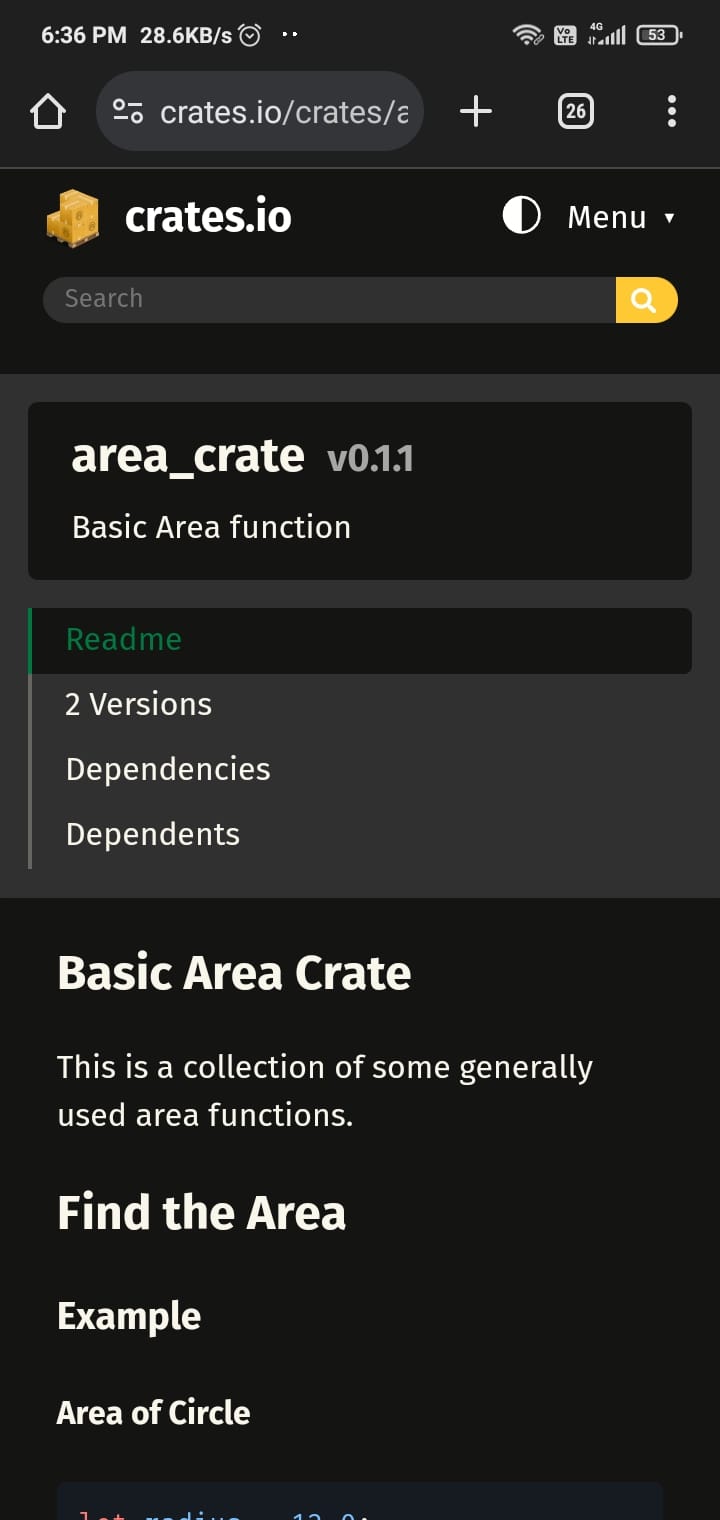 6:36 PM 28.6KB/s
Vo LTE 4G 53
crates.io/crates/a
26
crates.io
Menu
Search
area_crate v0.1.1
Basic Area function
Readme
2 Versions
Dependencies
Dependents
Basic Area Crate
This is a collection of some generally
used area functions.
Find the Area
Example
Area of Circle